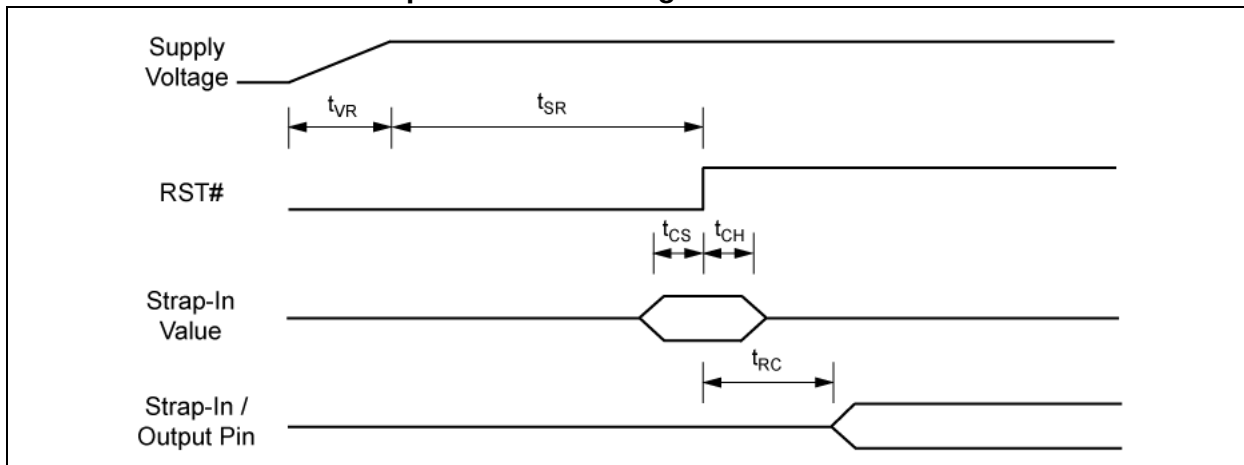 Supply
Voltage
tVR
tSR
RST#
tCS
tCH
Strap-In
Value
tRC
Strap-In /
Output Pin